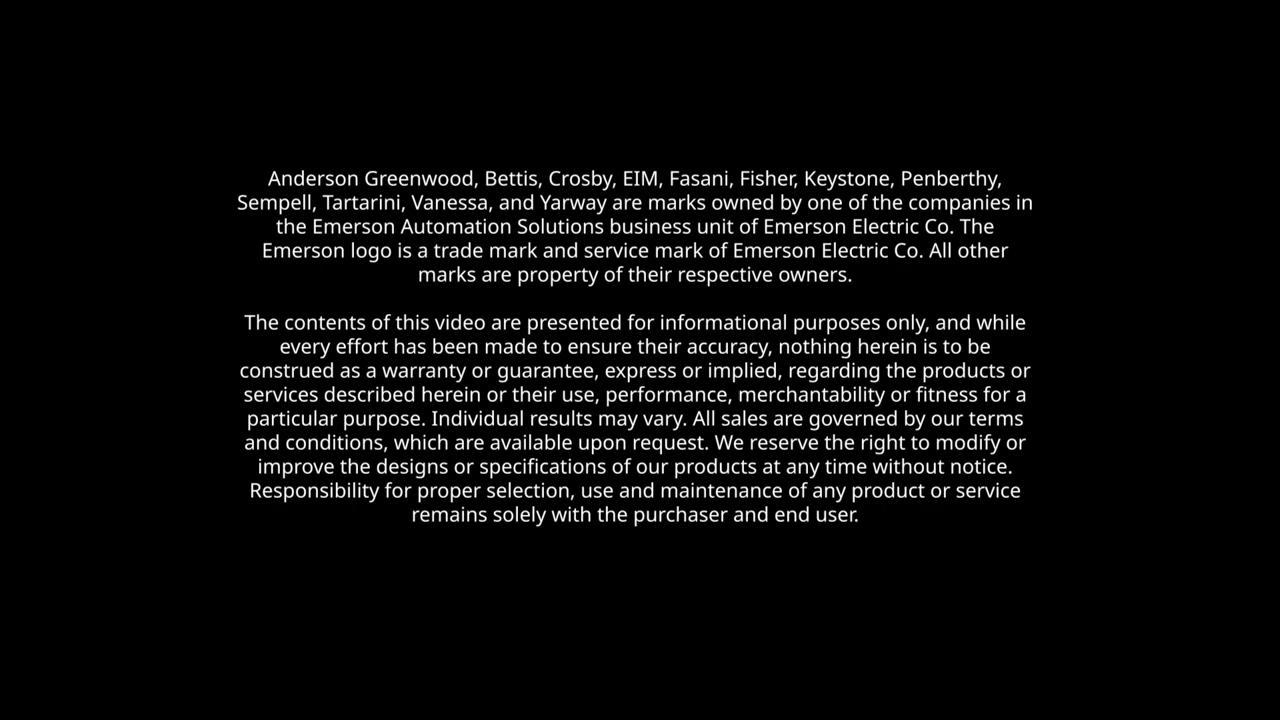 Anderson Greenwood, Bettis, Crosby, EIM, Fasani, Fisher, Keystone, Penberthy,
Sempell, Tartarini, Vanessa, and Yarway are marks owned by one of the companies in
the Emerson Automation Solutions business unit of Emerson Electric Co. The
Emerson logo is a trade mark and service mark of Emerson Electric Co. All other
marks are property of their respective owners.
The contents of this video are presented for informational purposes only, and while
every effort has been made to ensure their accuracy, nothing herein is to be
construed as a warranty or guarantee, express or implied, regarding the products or
services described herein or their use, performance, merchantability or fitness for a
particular purpose. Individual results may vary. All sales are governed by our terms
and conditions, which are available upon request. We reserve the right to modify or
improve the designs or specifications of our products at any time without notice.
Responsibility for proper selection, use and maintenance of any product or service
remains solely with the purchaser and end user.